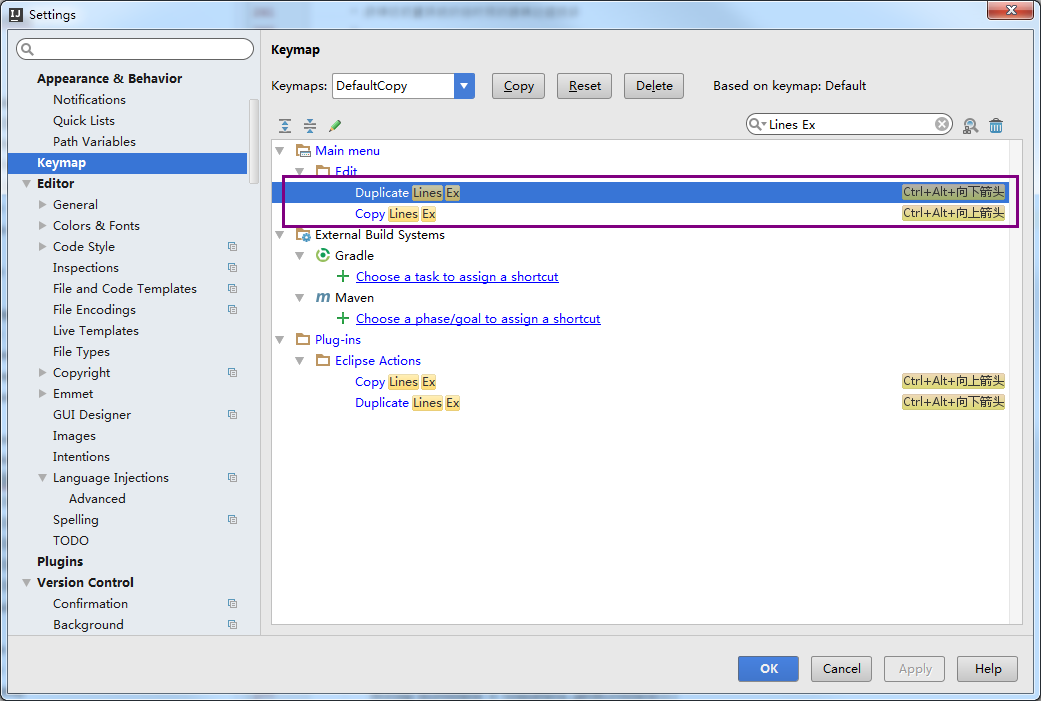 Settings
Appearance & Behavior
Notifications
Quick Lists
Path Variables
Keymap
Editor
General
Colors & Fonts
Code Style
Inspections
File and Code Templates
File Encodings
Live Templates
File Types
Copyright
Emmet
GUI Designer
Images
Intentions
Language Injections
Advanced
Spelling
TODO
Plugins
Version Control
Confirmation
Background
Keymap
Keymaps: DefaultCopy Copy Reset Delete Based on keymap: Default
Lines Ex
Main menu
Edit
Duplicate Lines Ex Ctrl+Alt+向下箭头
Copy Lines Ex Ctrl+Alt+向上箭头
External Build Systems
Gradle
Choose a task to assign a shortcut
Maven
Choose a phase/goal to assign a shortcut
Plug-ins
Eclipse Actions
Copy Lines Ex Ctrl+Alt+向上箭头
Duplicate Lines Ex Ctrl+Alt+向下箭头
OK Cancel Apply Help